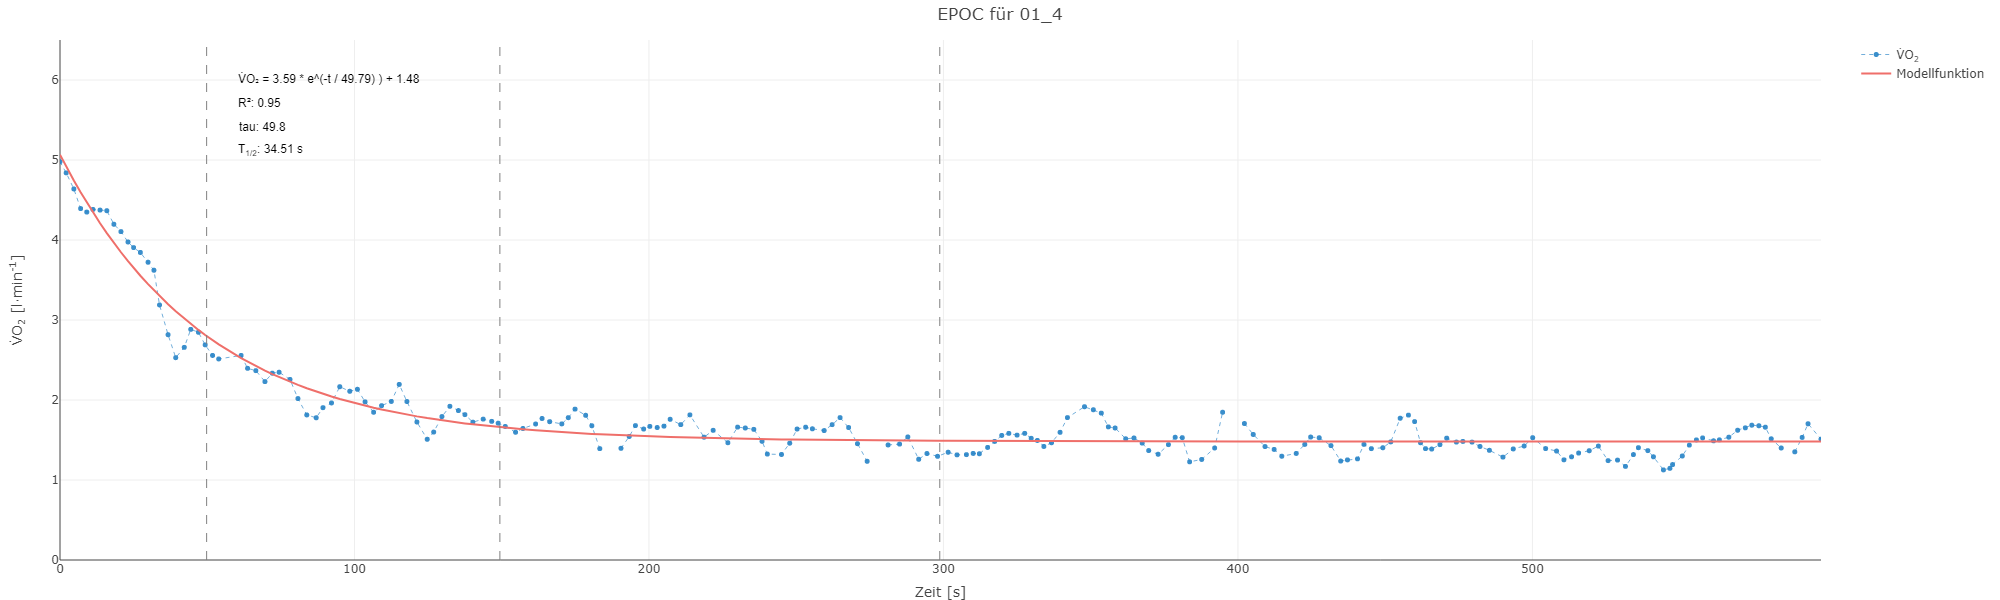 EPOC für 01_4
V̇O₂ = 3.59 * e^(-t / 49.79) ) + 1.48
R²: 0.95
tau: 49.8
T₁/₂: 34.51 s
V̇O₂
Modellfunktion
V̇O₂ [l·min⁻¹]
6
5
4
3
2
1
0
0 100 200 300 400 500
Zeit [s]